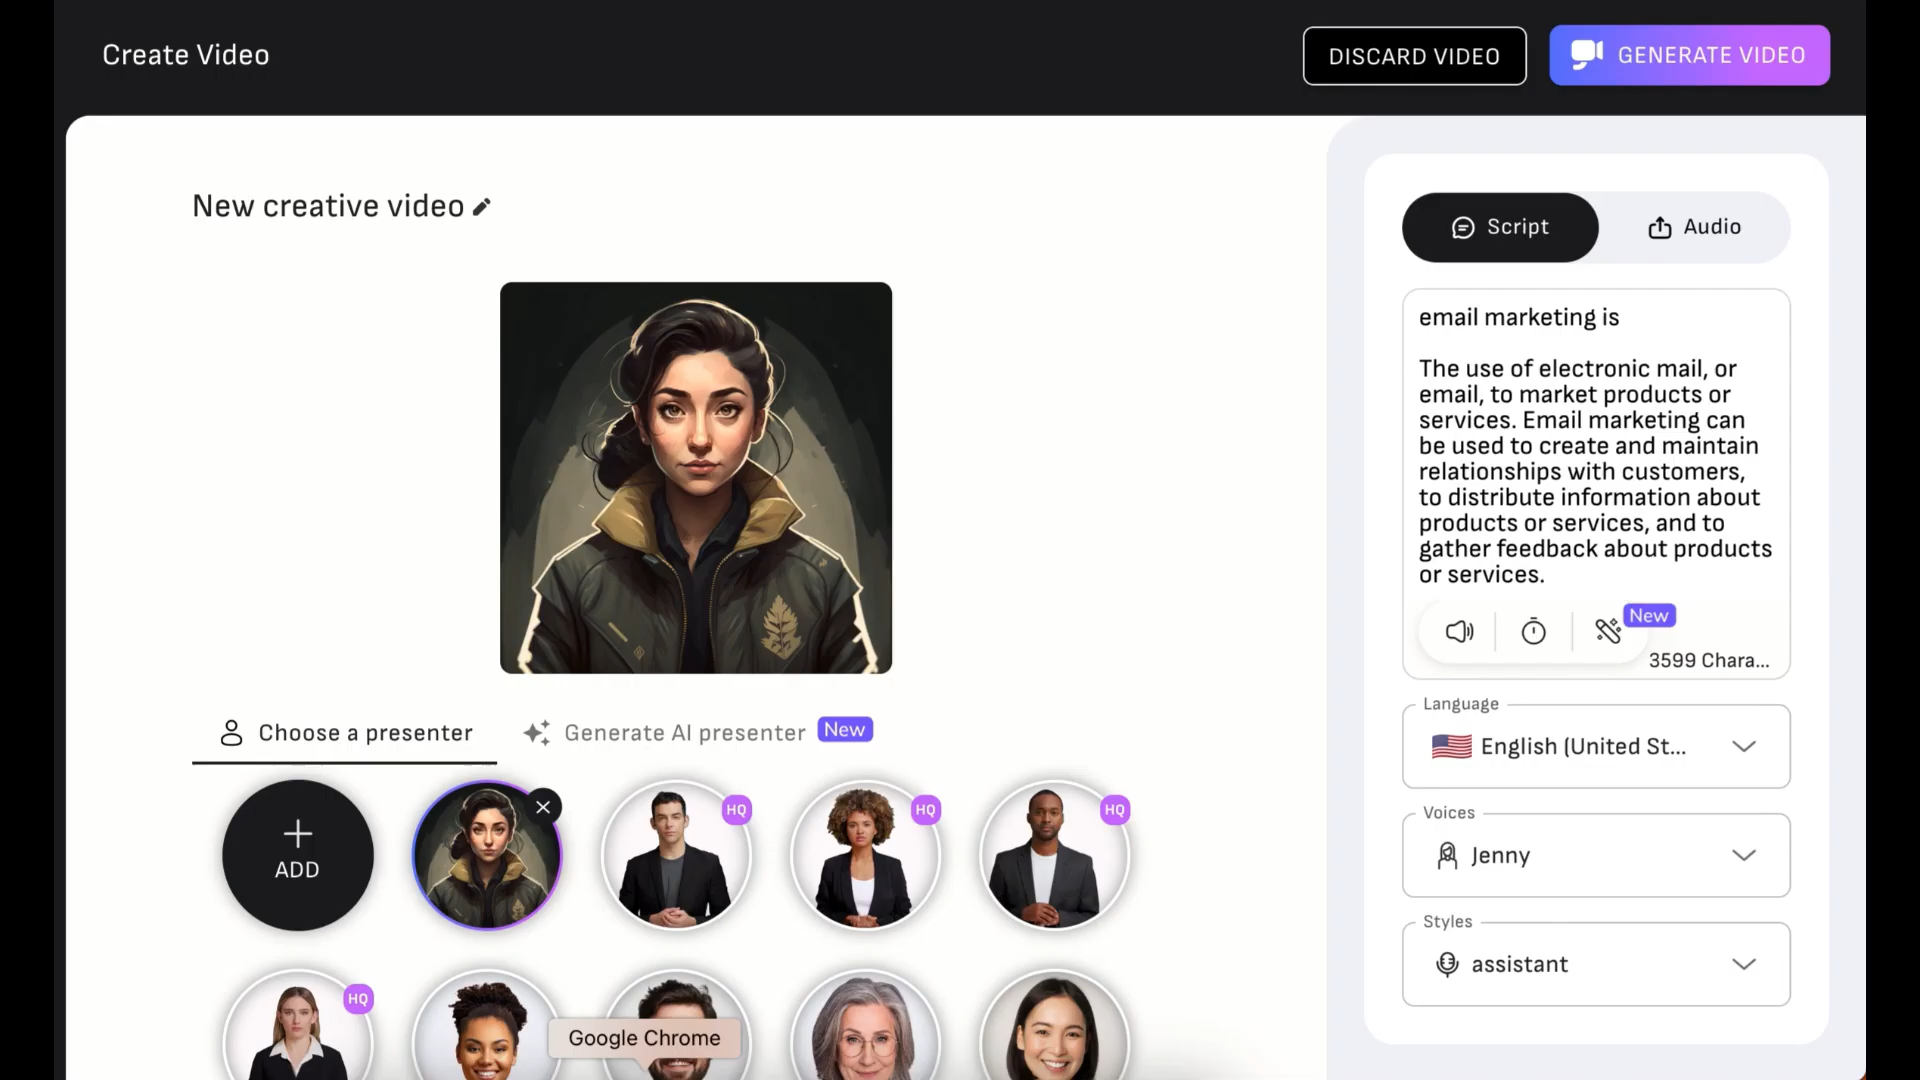 Create Video
DISCARD VIDEO
GENERATE VIDEO
New creative video
Script
Audio
email marketing is
The use of electronic mail, or
email, to market products or
services. Email marketing can
be used to create and maintain
relationships with customers,
to distribute information about
products or services, and to
gather feedback about products
or services.
New
3599 Chara...
Language
English (United St...
Voices
Jenny
Styles
assistant
Choose a presenter
Generate AI presenter
New
ADD
HQ
HQ
HQ
HQ
Google Chrome